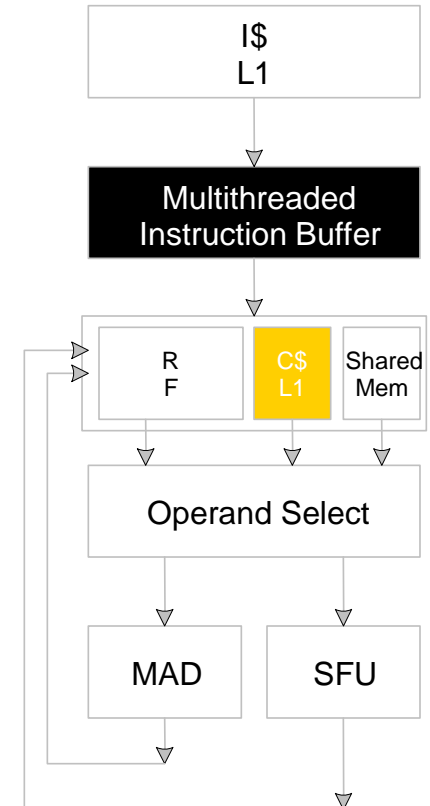 I$
L1
Multithreaded
Instruction Buffer
R
F
C$
L1
Shared
Mem
Operand Select
MAD
SFU